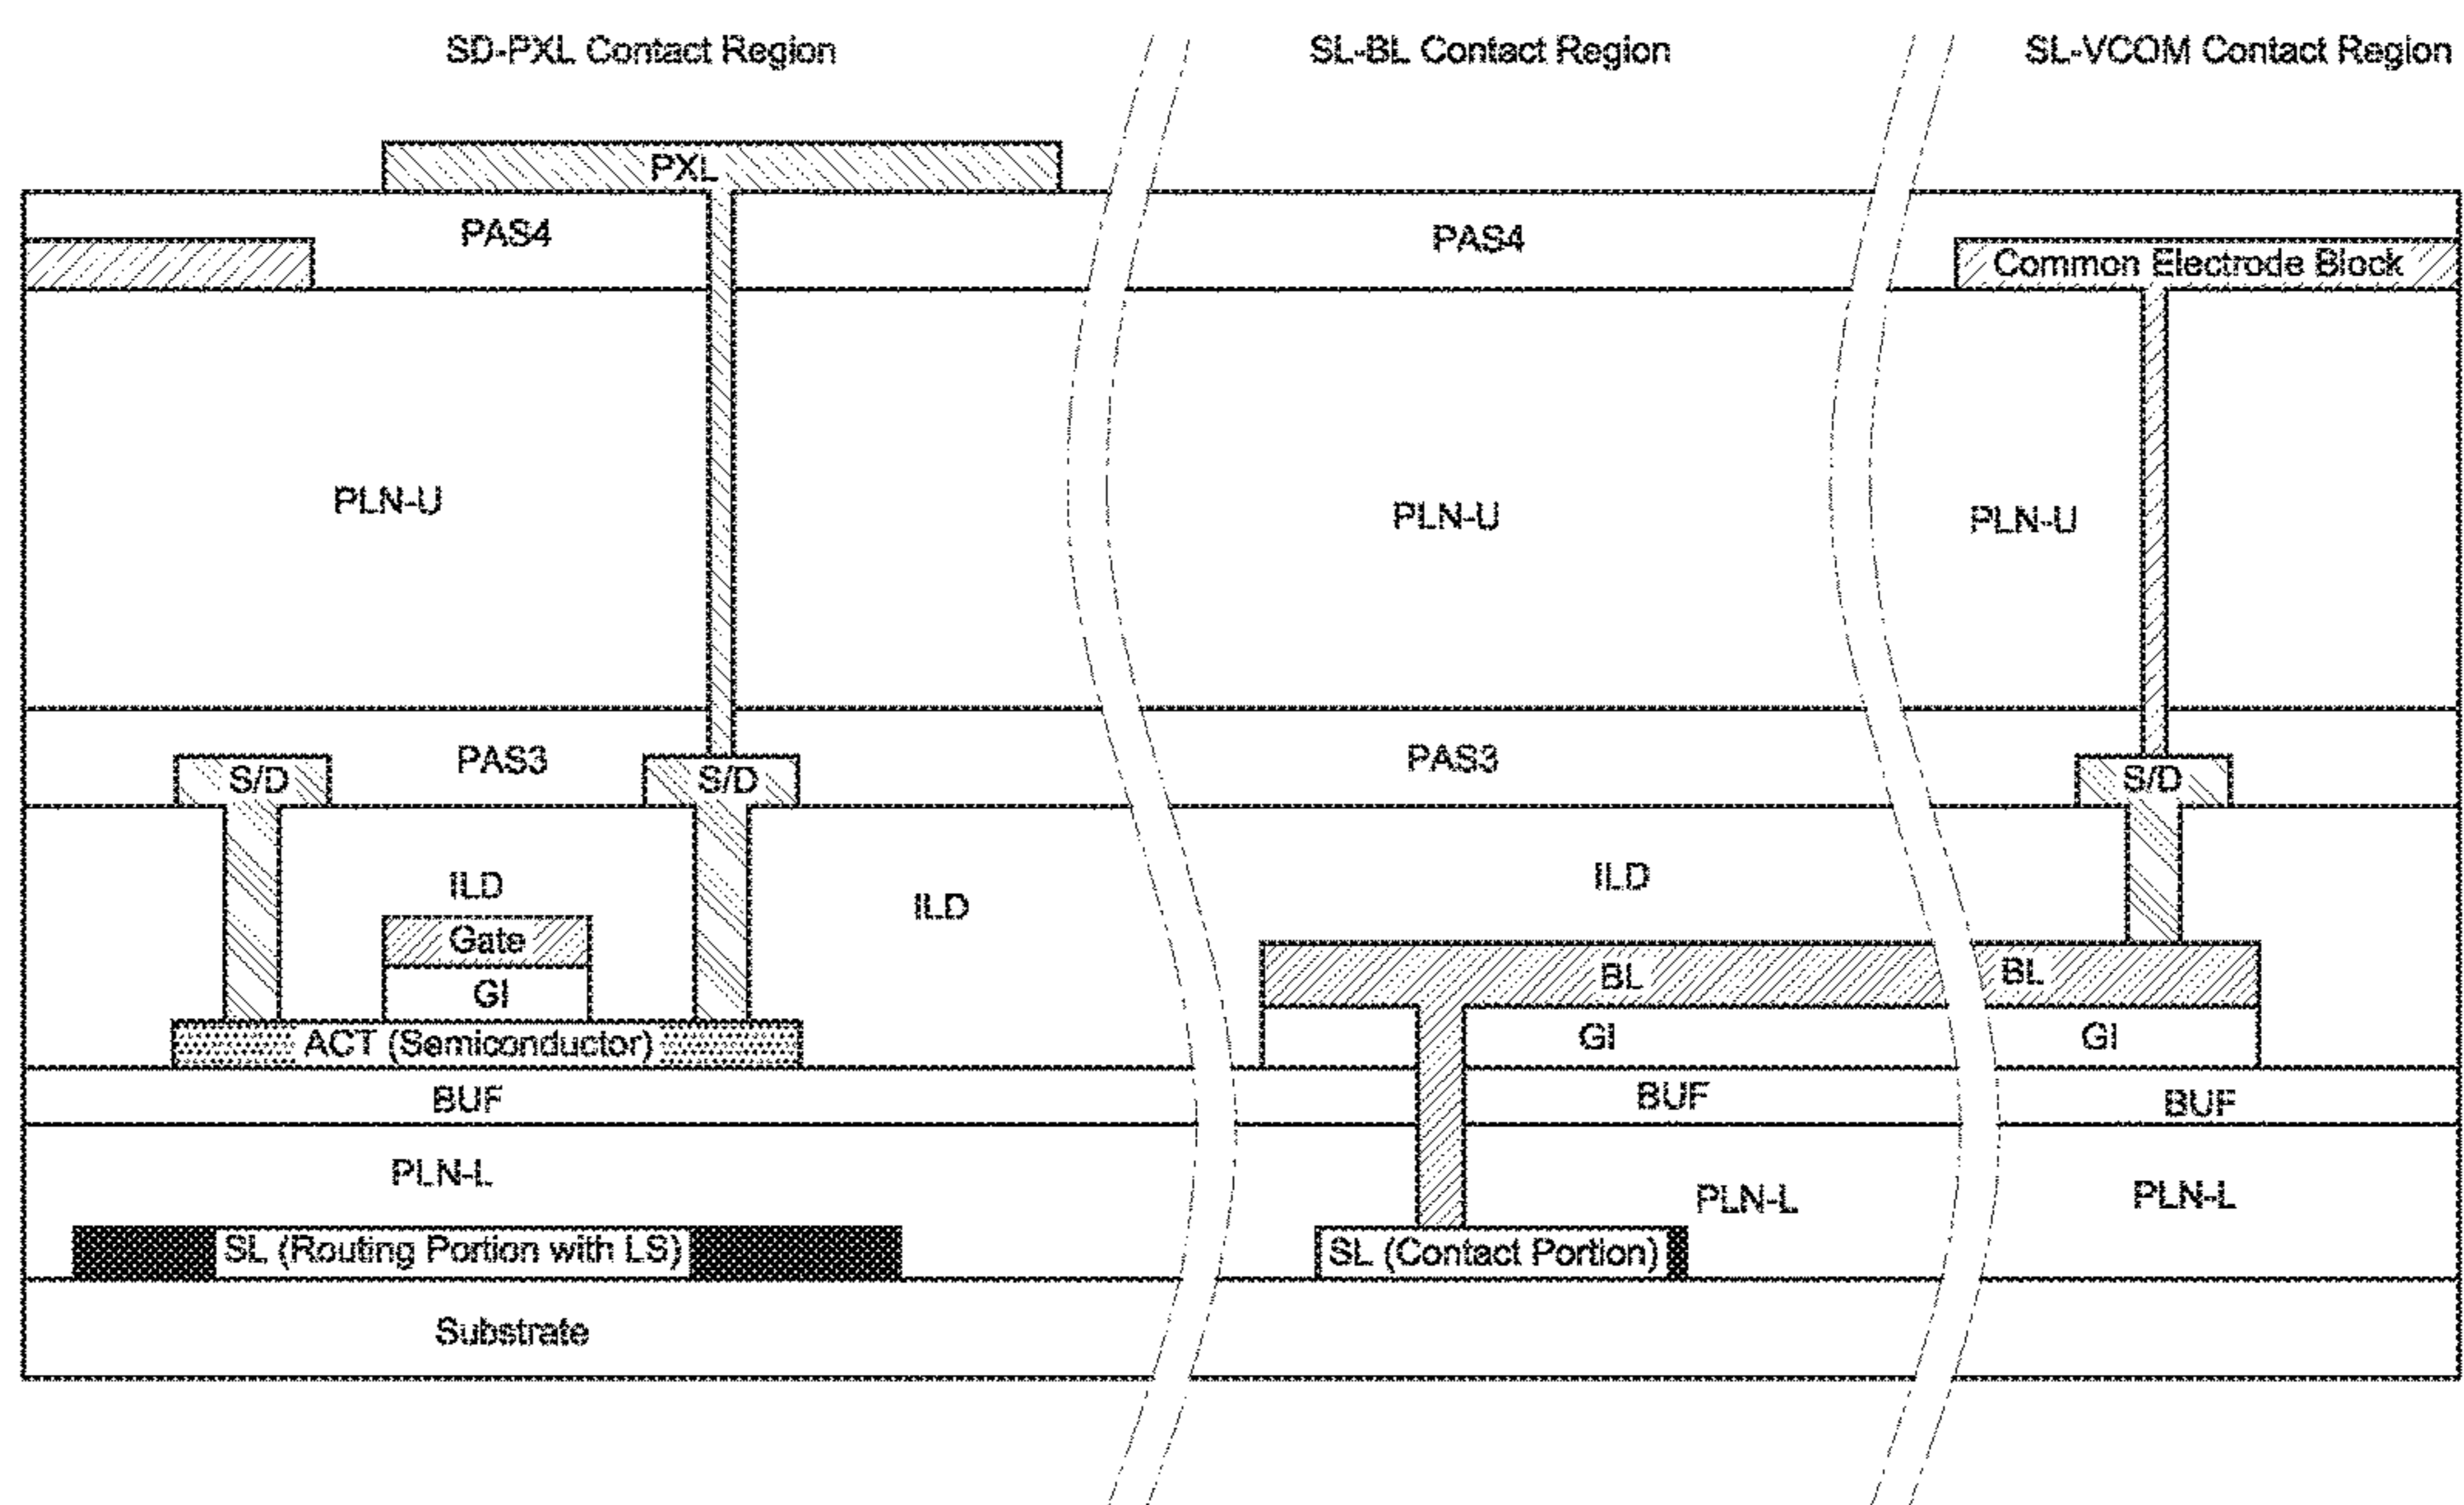 SD-PXL Contact Region
SL-BL Contact Region
SL-VCOM Contact Region
PXL
PAS4
PAS4
Common Electrode Block
PLN-U
PLN-U
PLN-U
PAS3
PAS3
S/D
S/D
S/D
ILD
ILD
ILD
Gate
BL
BL
GI
GI
GI
ACT (Semiconductor)
BUF
BUF
BUF
PLN-L
PLN-L
PLN-L
SL (Routing Portion with LS)
SL (Contact Portion)
Substrate